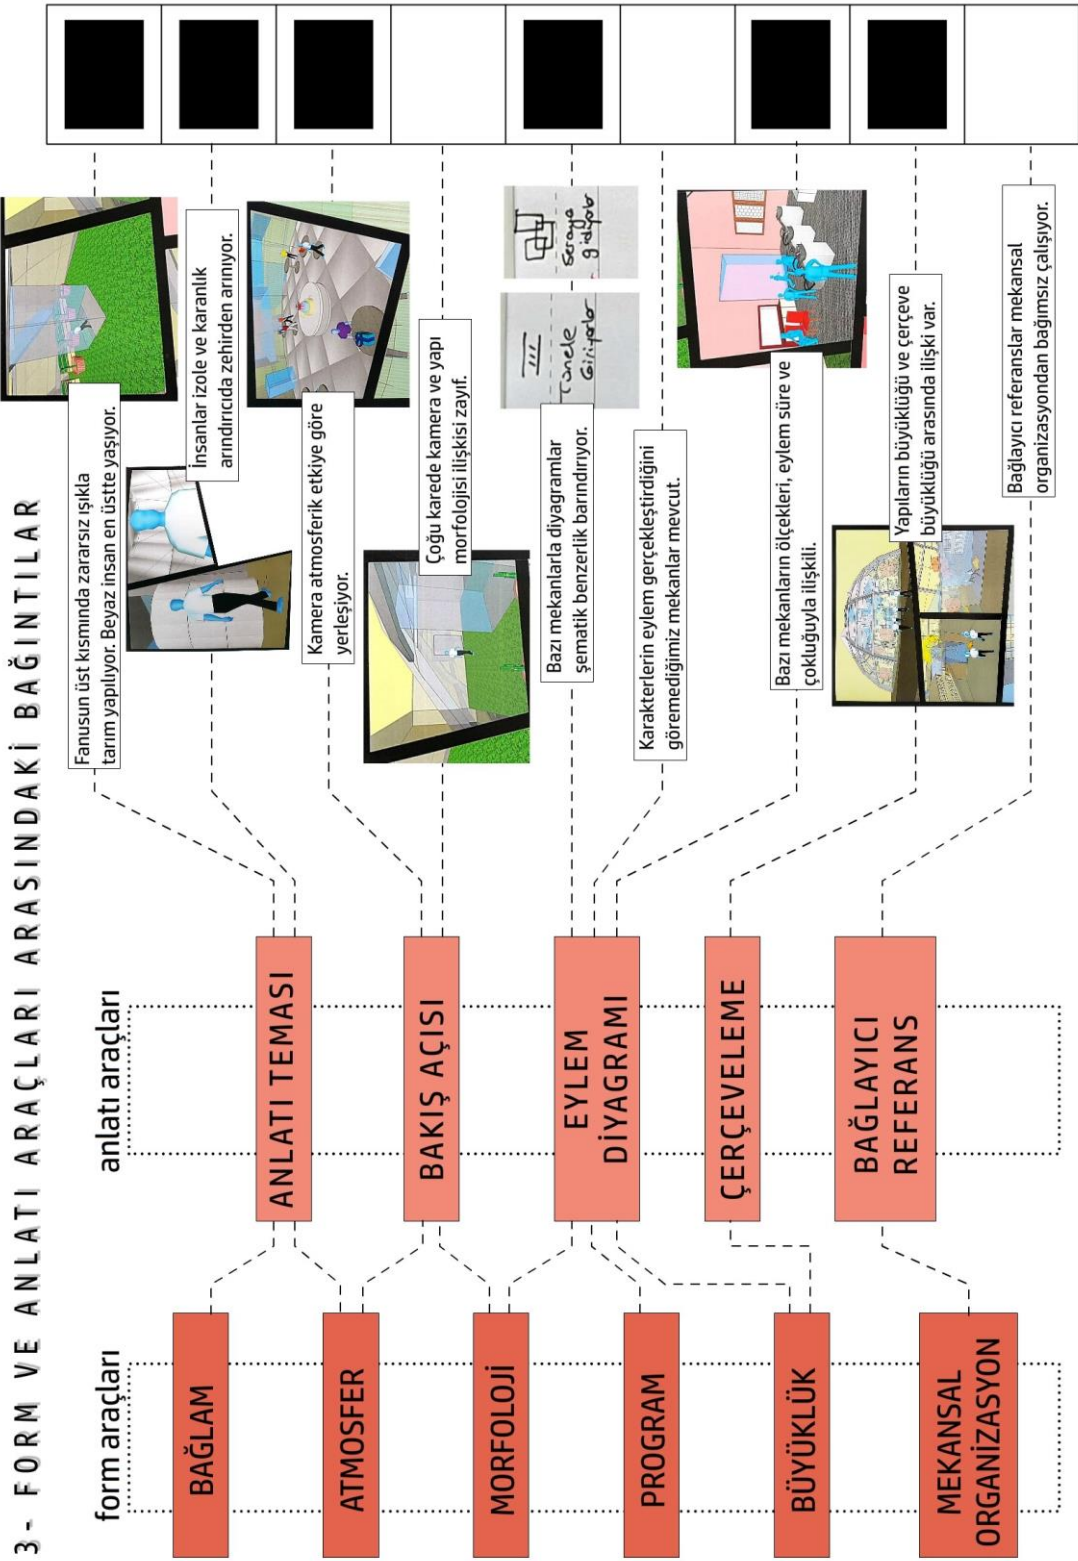 3- FORM VE ANLATI ARAÇLARI ARASINDAKİ BAĞINTILAR
form araçları
BAĞLAM
ATMOSFER
MORFOLOJİ
PROGRAM
BÜYÜKLÜK
MEKANSAL
ORGANİZASYON
anlatı araçları
ANLATI TEMASI
BAKIŞ AÇISI
EYLEM
DİYAGRAMI
ÇERÇEVELEME
BAĞLAYICI
REFERANS
Fanusun üst kısmında zararsız ışıkla
tarım yapılıyor. Beyaz insan en üstte yaşıyor.
İnsanlar izole ve karanlık
arındırıcıda zehirden arınıyor.
Kamera atmosferik etkiye göre
yerleşiyor.
Çoğu karede kamera ve yapı
morfolojisi ilişkisi zayıf.
Bazı mekanlarla diyagramlar
şematik benzerlik barındırıyor.
Tünele
Giriyorlar
Seraya
gidiyorlar
Karakterlerin eylem gerçekleştirdiğini
göremediğimiz mekanlar mevcut.
Bazı mekanların ölçekleri, eylem süre ve
çokluğuyla ilişkili.
Yapıların büyüklüğü ve çerçeve
büyüklüğü arasında ilişki var.
Bağlayıcı referanslar mekansal
organizasyondan bağımsız çalışıyor.